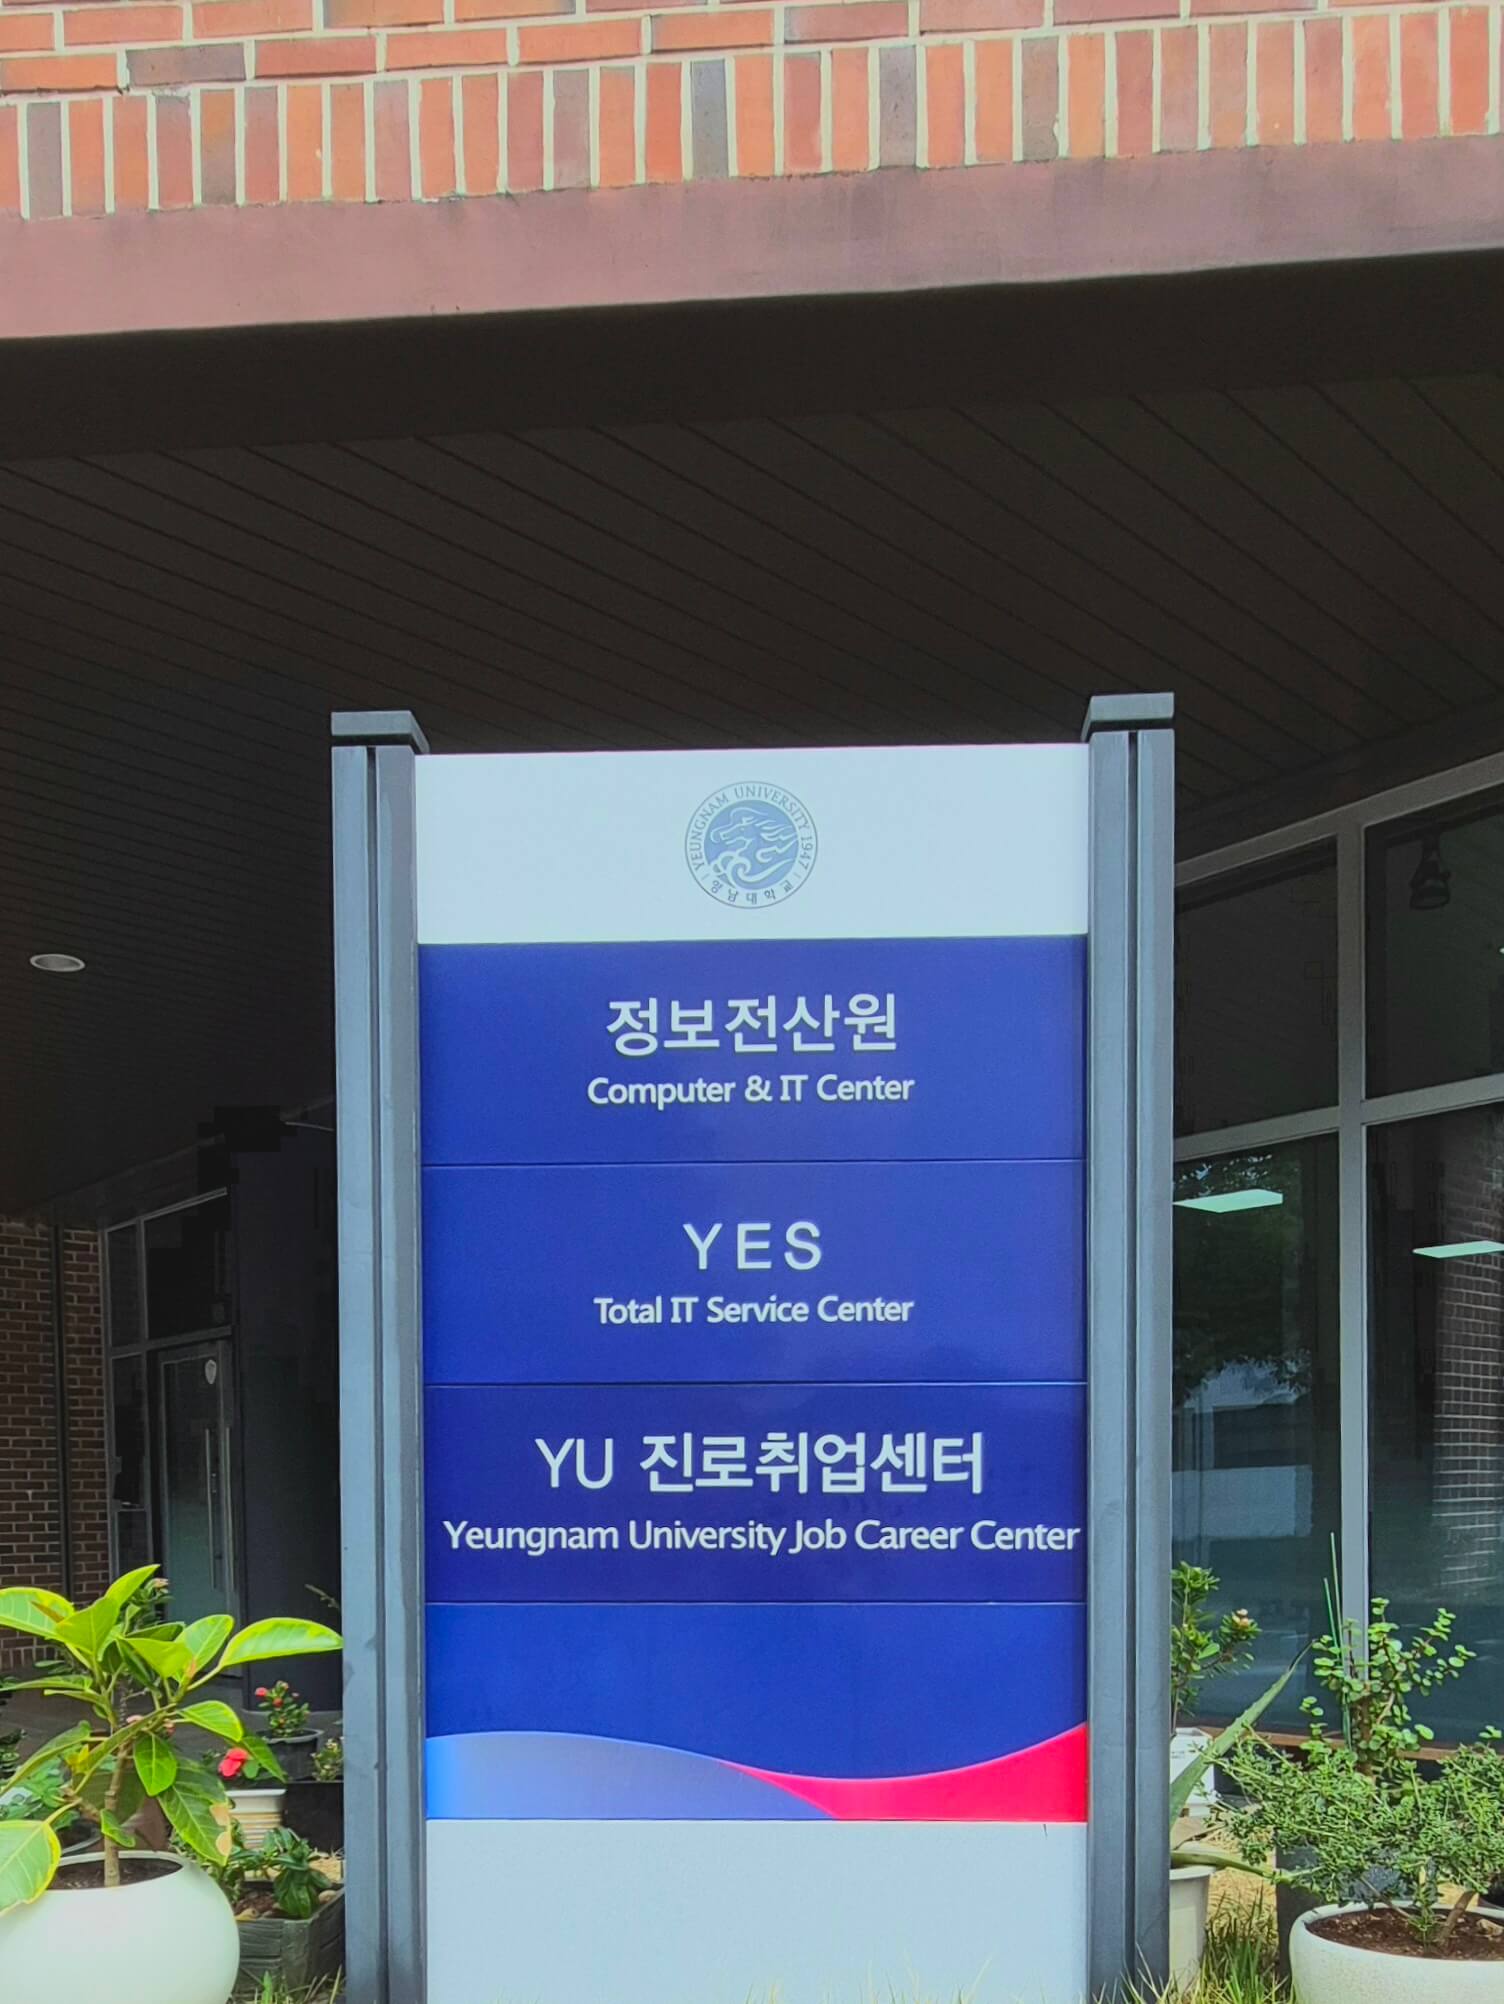 YEUNGNAM UNIVERSITY 1947
영남대학교
정보전산원
Computer & IT Center
YES
Total IT Service Center
YU 진로취업센터
Yeungnam University Job Career Center